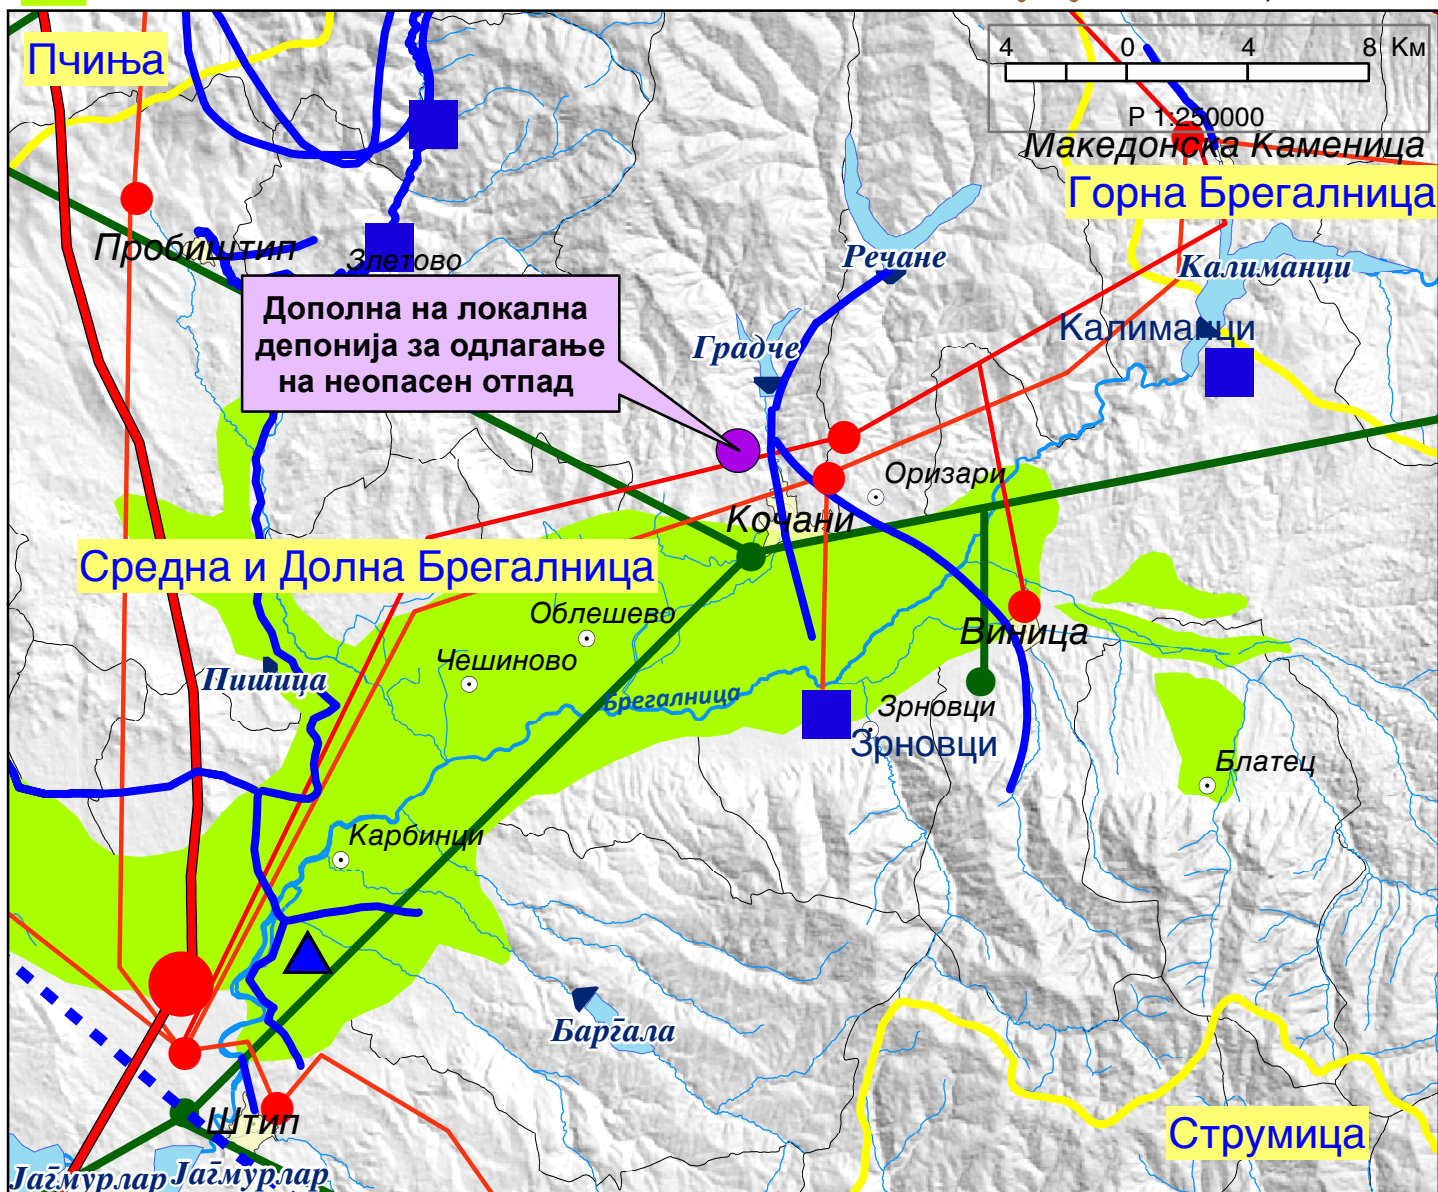 Пчиња
4 0 4 8 Км
Р 1:250000
Македонска Каменица
Горна Брегалница
Пробиштип
Злетово
Речане
Калиманци
Дополна на локална
депонија за одлагање
на неопасен отпад
Градче
Калиманци
Оризари
Кочани
Средна и Долна Брегалница
Облешево
Виница
Чешиново
Пишица
Брегалница
Зрновци
Зрновци
Блатец
Карбинци
Баргала
Штип
Струмица
Јагмурлар
Јагмурлар